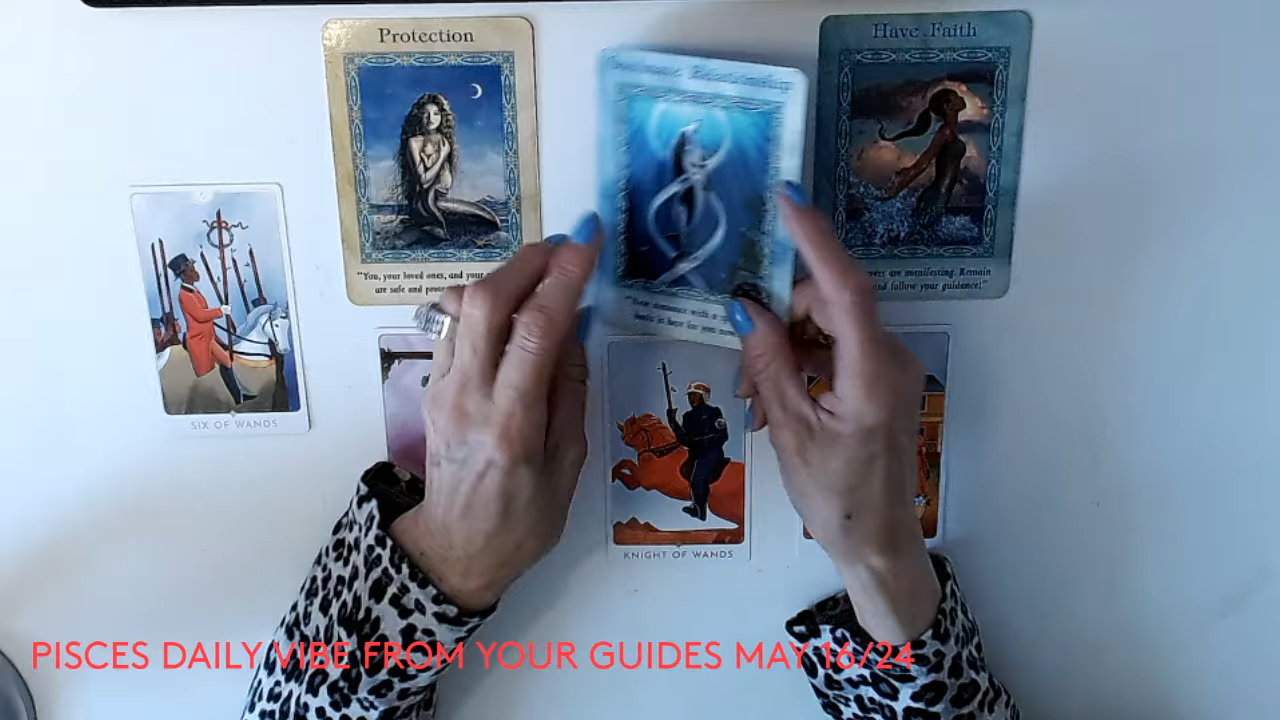 Protection
Have Faith
"You, your loved ones, and your
are safe and
are manifesting. Remain
and follow your guidance!"
SIX OF WANDS
KNIGHT OF WANDS
PISCES DAILY VIBE FROM YOUR GUIDES MAY 16/24